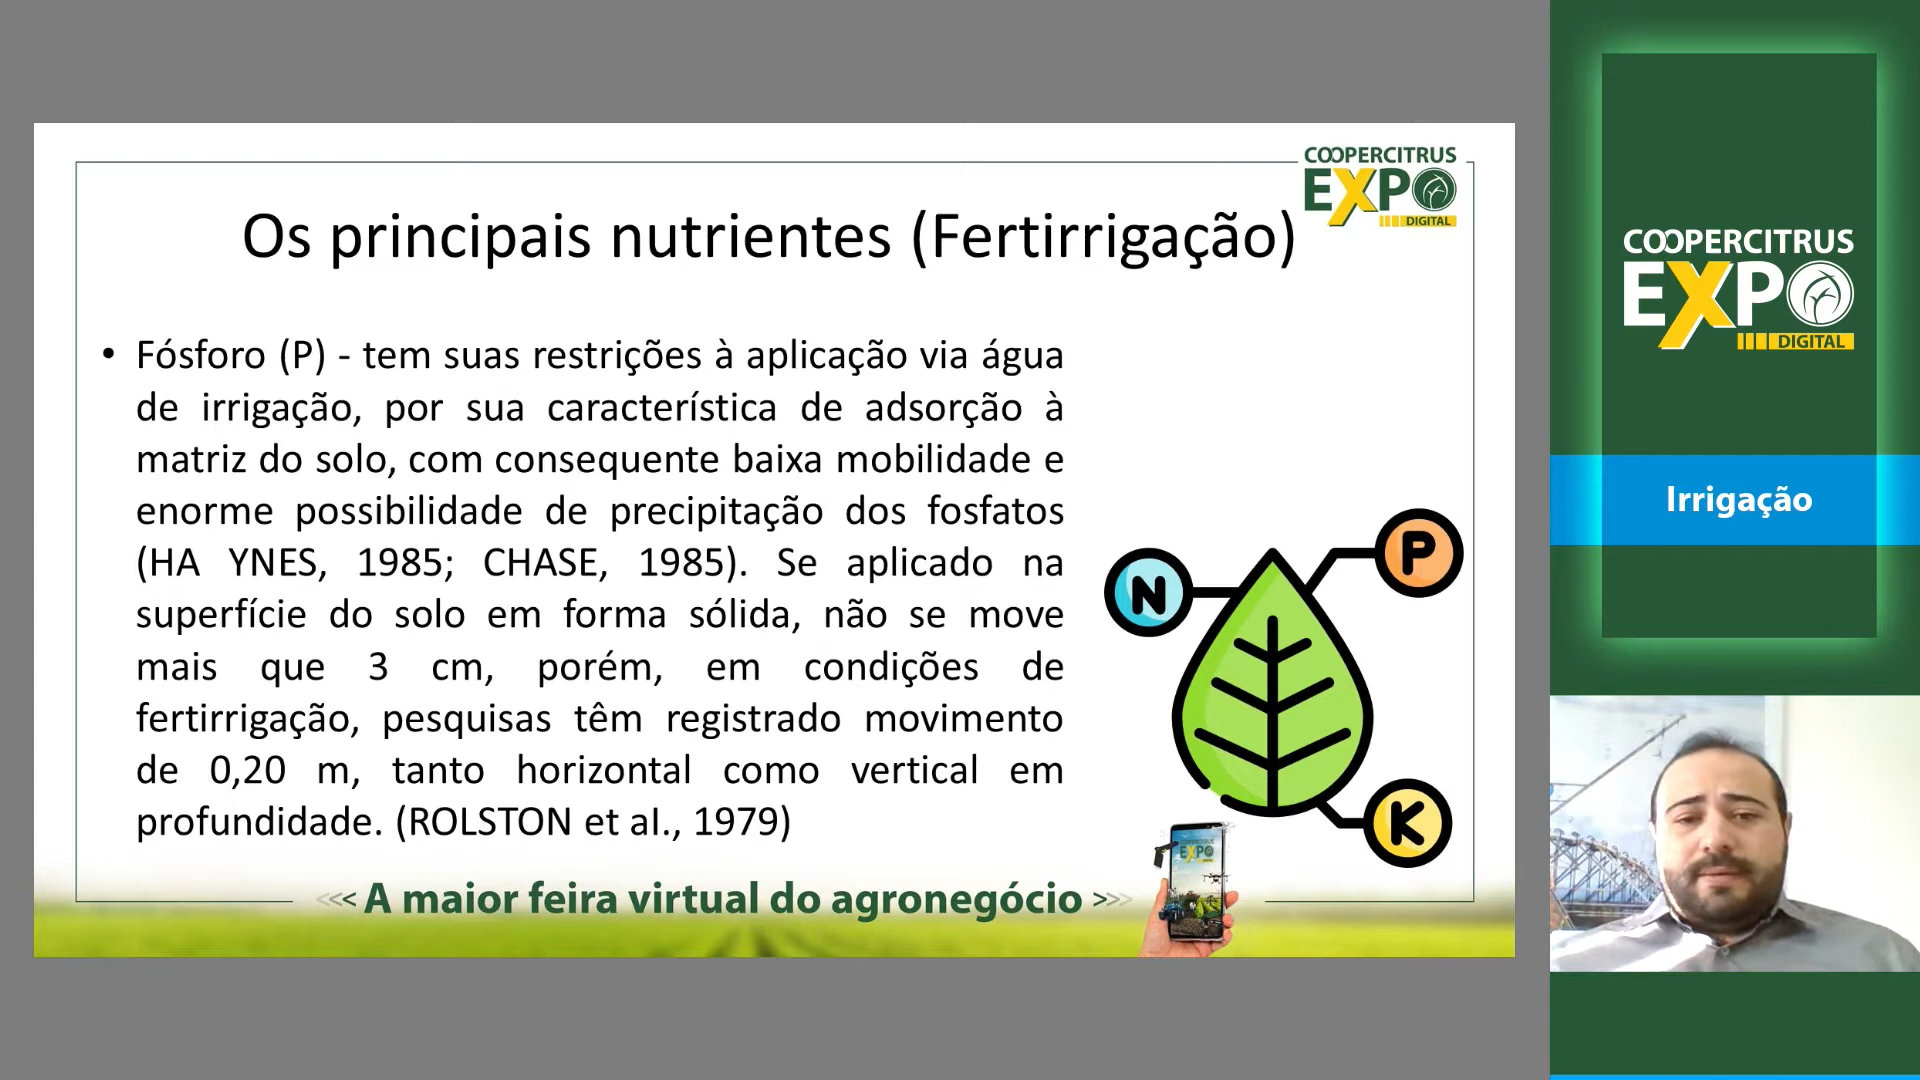 COOPERCITRUS
EXPO
DIGITAL
Os principais nutrientes (Fertirrigação)
• Fósforo (P) - tem suas restrições à aplicação via água
de irrigação, por sua característica de adsorção à
matriz do solo, com consequente baixa mobilidade e
enorme possibilidade de precipitação dos fosfatos
(HA YNES, 1985; CHASE, 1985). Se aplicado na
superfície do solo em forma sólida, não se move
mais que 3 cm, porém, em condições de
fertirrigação, pesquisas têm registrado movimento
de 0,20 m, tanto horizontal como vertical em
profundidade. (ROLSTON et aI., 1979)
N
P
K
EXPO
<<< A maior feira virtual do agronegócio >>>
COOPERCITRUS
EXPO
DIGITAL
Irrigação